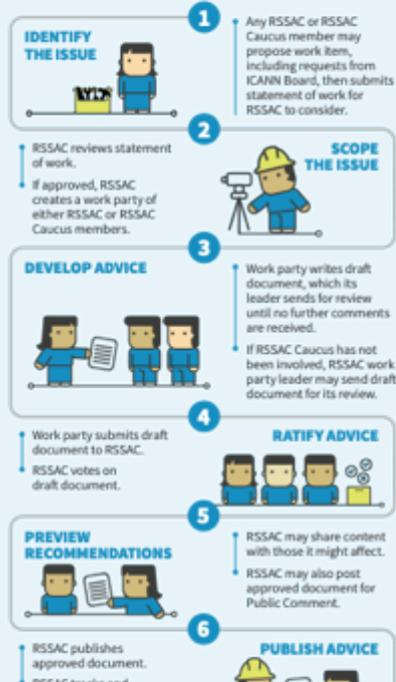 1
IDENTIFY
THE ISSUE
Any RSSAC or RSSAC
Caucus member may
propose work item,
including requests from
ICANN Board, then submits
statement of work for
RSSAC to consider.
2
RSSAC reviews statement
of work.
If approved, RSSAC
creates a work party of
either RSSAC or RSSAC
Caucus members.
SCOPE
THE ISSUE
3
DEVELOP ADVICE
Work party writes draft
document, which its
leader sends for review
until no further comments
are received.
If RSSAC Caucus has not
been involved, RSSAC work
party leader may send draft
document for its review.
4
Work party submits draft
document to RSSAC.
RSSAC votes on
draft document.
RATIFY ADVICE
5
PREVIEW
RECOMMENDATIONS
RSSAC may share content
with those it might affect.
RSSAC may also post
approved document for
Public Comment.
6
RSSAC publishes
approved document.
RSSAC tracks and
PUBLISH ADVICE